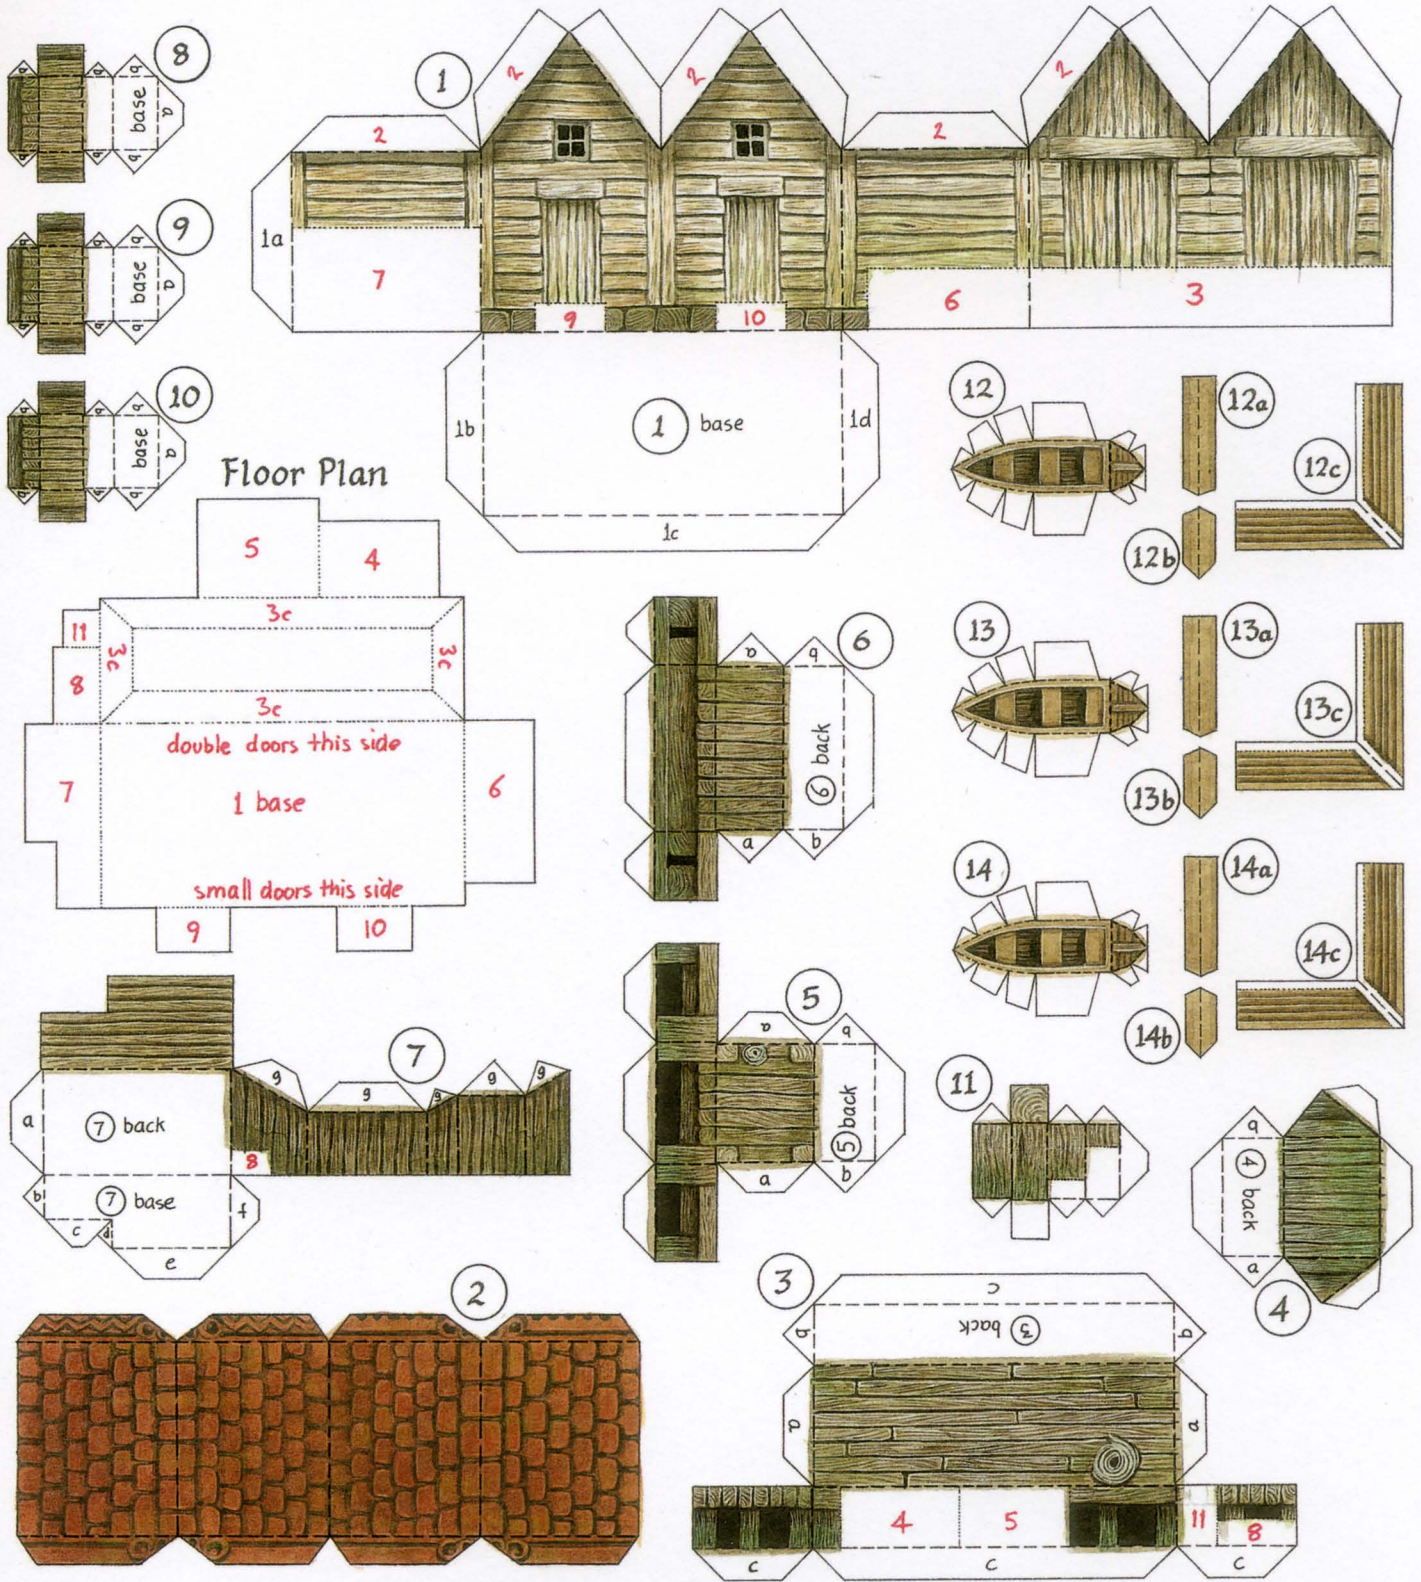 8
b
b
b
base
a
b
b
b
9
b
b
b
base
a
b
b
b
10
b
b
b
base
a
b
b
b
1
2
2
2
2
2
1a
7
9
10
6
3
1b
1 base
1d
1c
Floor Plan
5
4
3c
11
3c
3c
8
3c
double doors this side
7
1 base
6
small doors this side
9
10
12
12a
12b
12c
13
13a
13b
13c
14
14a
14b
14c
6
a
b
6 back
a
b
5
a
b
5 back
a
b
7
g
g
g
g
g
a
7 back
8
b
7 base
f
c
d
e
11
b
4 back
a
4
2
3
c
b
3 back
b
a
a
4
5
11
8
c
c
c